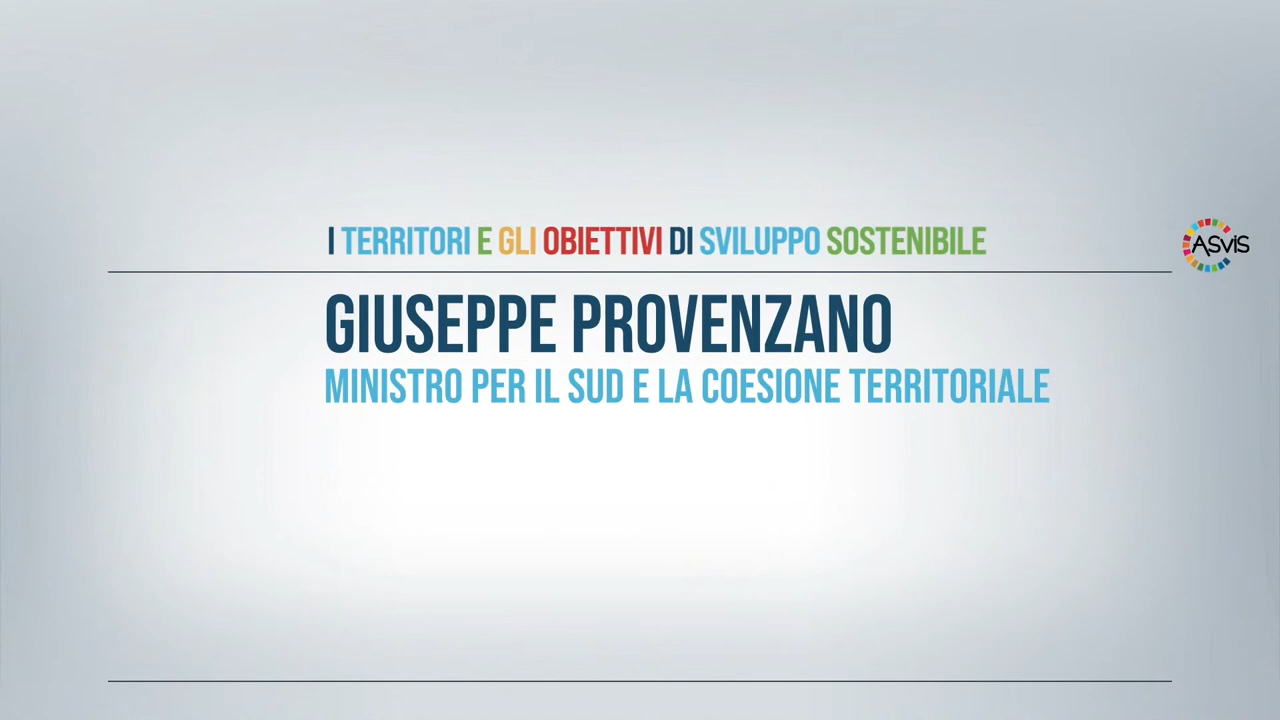 I TERRITORI E GLI OBIETTIVI DI SVILUPPO SOSTENIBILE
ASviS
GIUSEPPE PROVENZANO
MINISTRO PER IL SUD E LA COESIONE TERRITORIALE